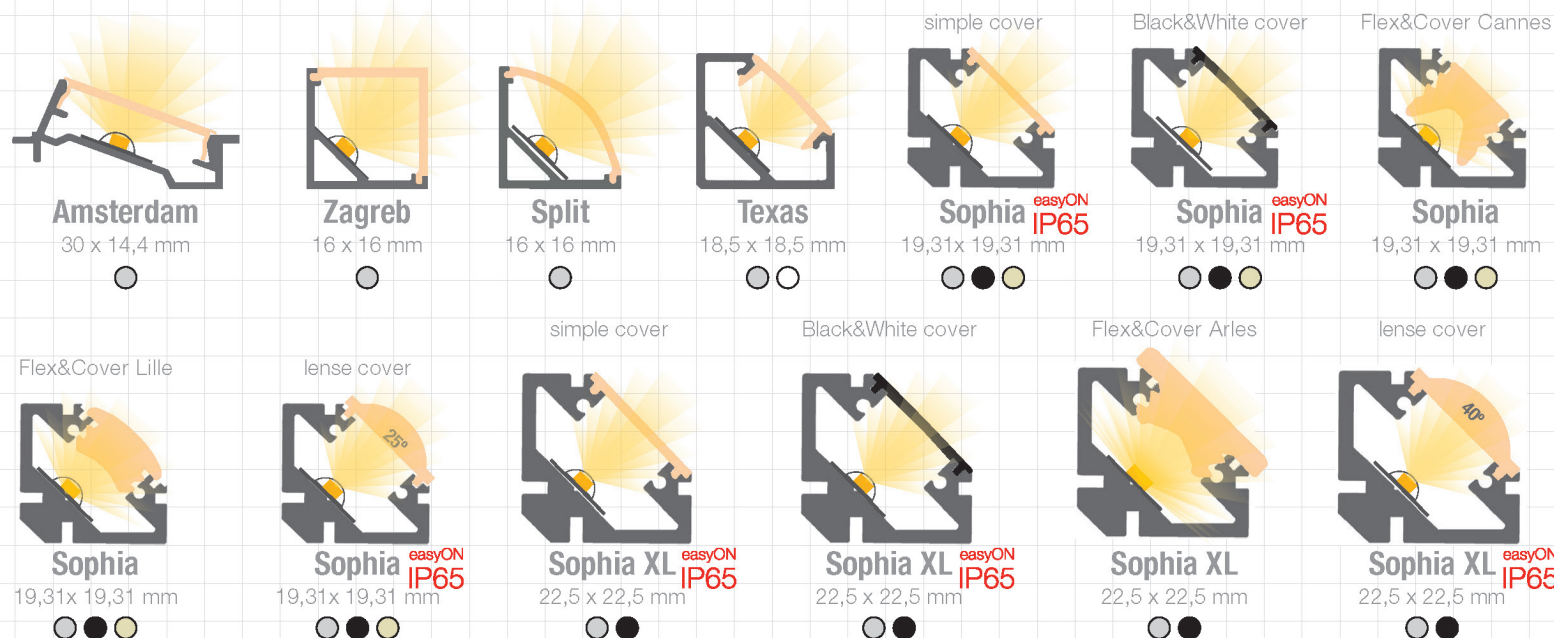 simple cover
Black&White cover
Flex&Cover Cannes
Amsterdam
30 x 14,4 mm
Zagreb
16 x 16 mm
Split
16 x 16 mm
Texas
18,5 x 18,5 mm
Sophia easyON IP65
19,31x 19,31 mm
Sophia easyON IP65
19,31 x 19,31 mm
Sophia
19,31 x 19,31 mm
Flex&Cover Lille
lense cover
simple cover
Black&White cover
Flex&Cover Arles
lense cover
25°
40°
Sophia
19,31x 19,31 mm
Sophia easyON IP65
19,31x 19,31 mm
Sophia XL easyON IP65
22,5 x 22,5 mm
Sophia XL easyON IP65
22,5 x 22,5 mm
Sophia XL
22,5 x 22,5 mm
Sophia XL easyON IP65
22,5 x 22,5 mm